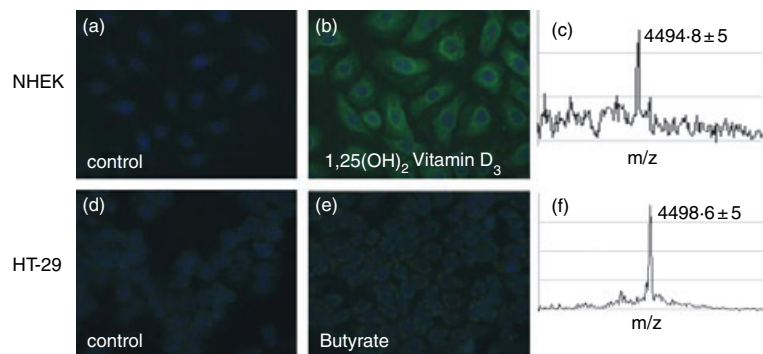 (a)
(b)
(c)
4494·8 ± 5
NHEK
control
1,25(OH)₂ Vitamin D₃
m/z
(d)
(e)
(f)
4498·6 ± 5
HT-29
control
Butyrate
m/z